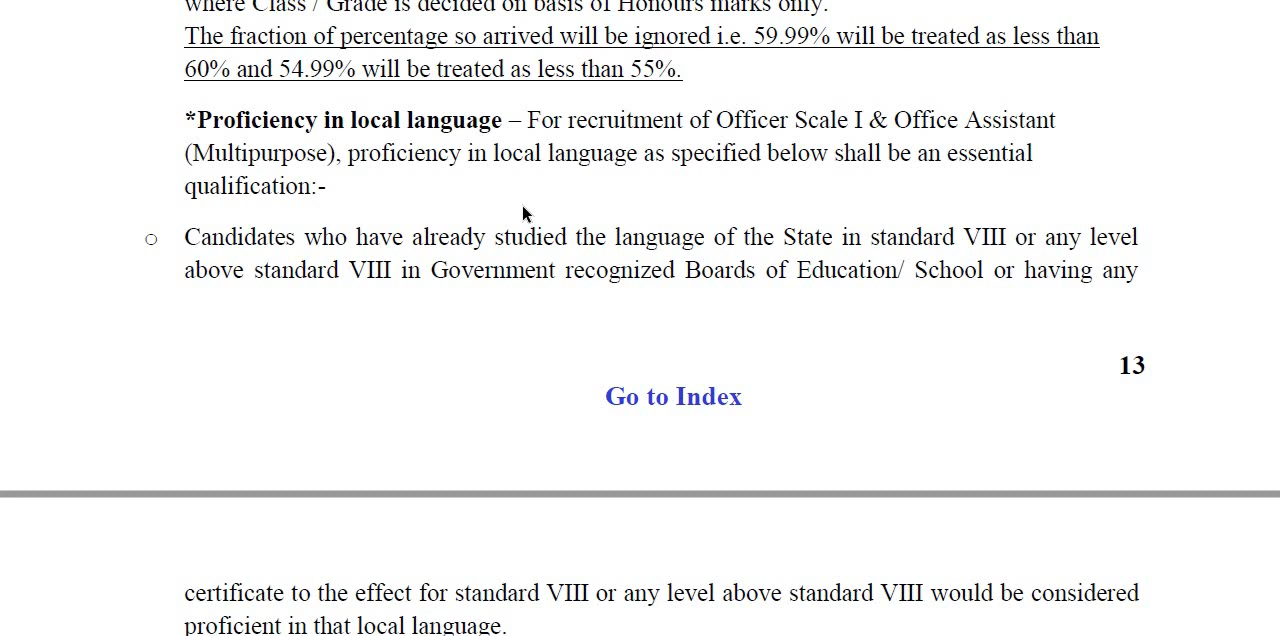 where Class / Grade is decided on basis of Honours marks only.
The fraction of percentage so arrived will be ignored i.e. 59.99% will be treated as less than
60% and 54.99% will be treated as less than 55%.
*Proficiency in local language – For recruitment of Officer Scale I & Office Assistant
(Multipurpose), proficiency in local language as specified below shall be an essential
qualification:-
○ Candidates who have already studied the language of the State in standard VIII or any level
above standard VIII in Government recognized Boards of Education/ School or having any
13
Go to Index
certificate to the effect for standard VIII or any level above standard VIII would be considered
proficient in that local language.